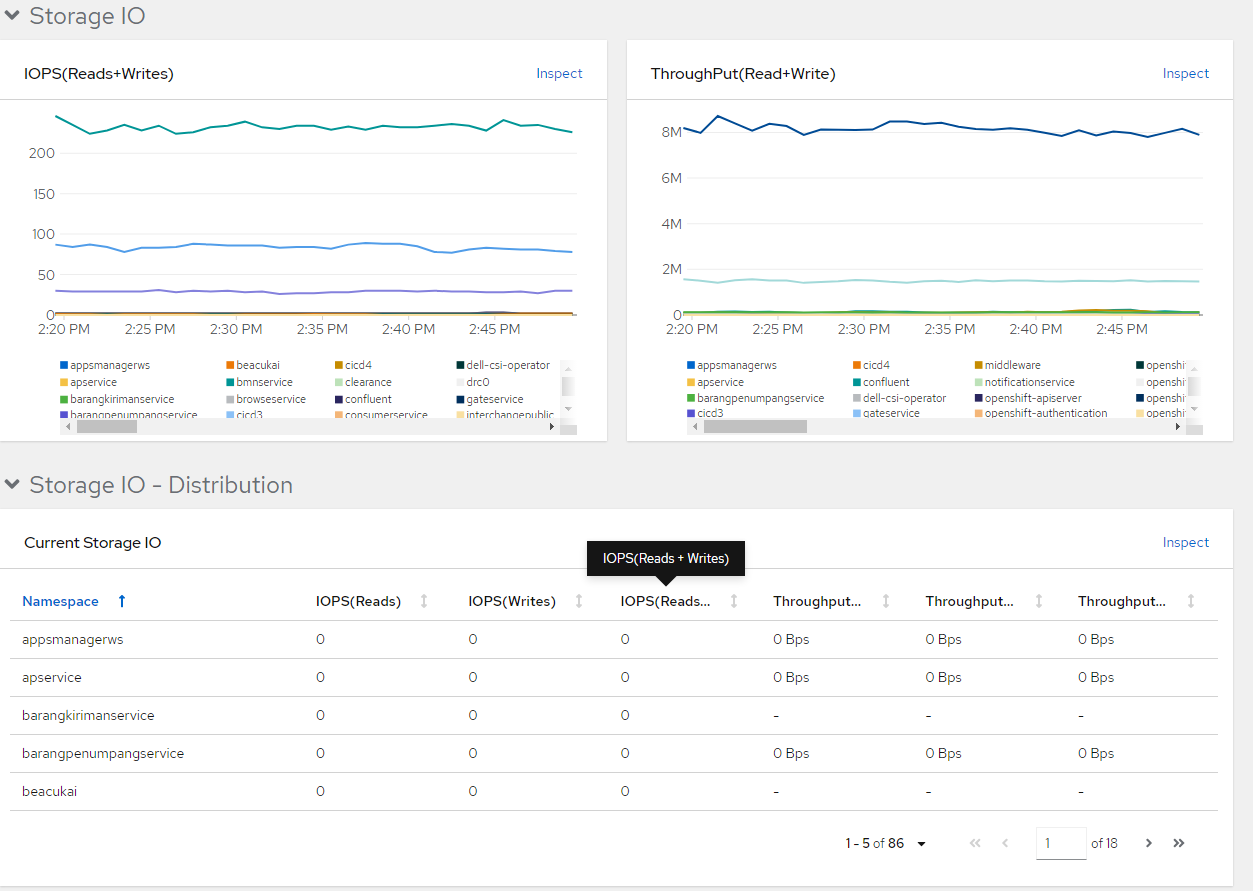 Storage IO
IOPS(Reads+Writes) Inspect
200
150
100
50
0
2:20 PM 2:25 PM 2:30 PM 2:35 PM 2:40 PM 2:45 PM
appsmanagerws beacukai cicd4 dell-csi-operator
apservice bmnservice clearance drc0
barangkirimanservice browseservice confluent gateservice
barangpenumpangservice cicd3 consumerservice interchangepublic
ThroughPut(Read+Write) Inspect
8M
6M
4M
2M
0
2:20 PM 2:25 PM 2:30 PM 2:35 PM 2:40 PM 2:45 PM
appsmanagerws cicd4 middleware openshi
apservice confluent notificationservice openshi
barangpenumpangservice dell-csi-operator openshift-apiserver openshi
cicd3 gateservice openshift-authentication openshi
Storage IO - Distribution
Current Storage IO Inspect
IOPS(Reads + Writes)
Namespace IOPS(Reads) IOPS(Writes) IOPS(Reads... Throughput... Throughput... Throughput...
appsmanagerws 0 0 0 0 Bps 0 Bps 0 Bps
apservice 0 0 0 0 Bps 0 Bps 0 Bps
barangkirimanservice 0 0 0 - - -
barangpenumpangservice 0 0 0 0 Bps 0 Bps 0 Bps
beacukai 0 0 0 - - -
1 - 5 of 86 1 of 18